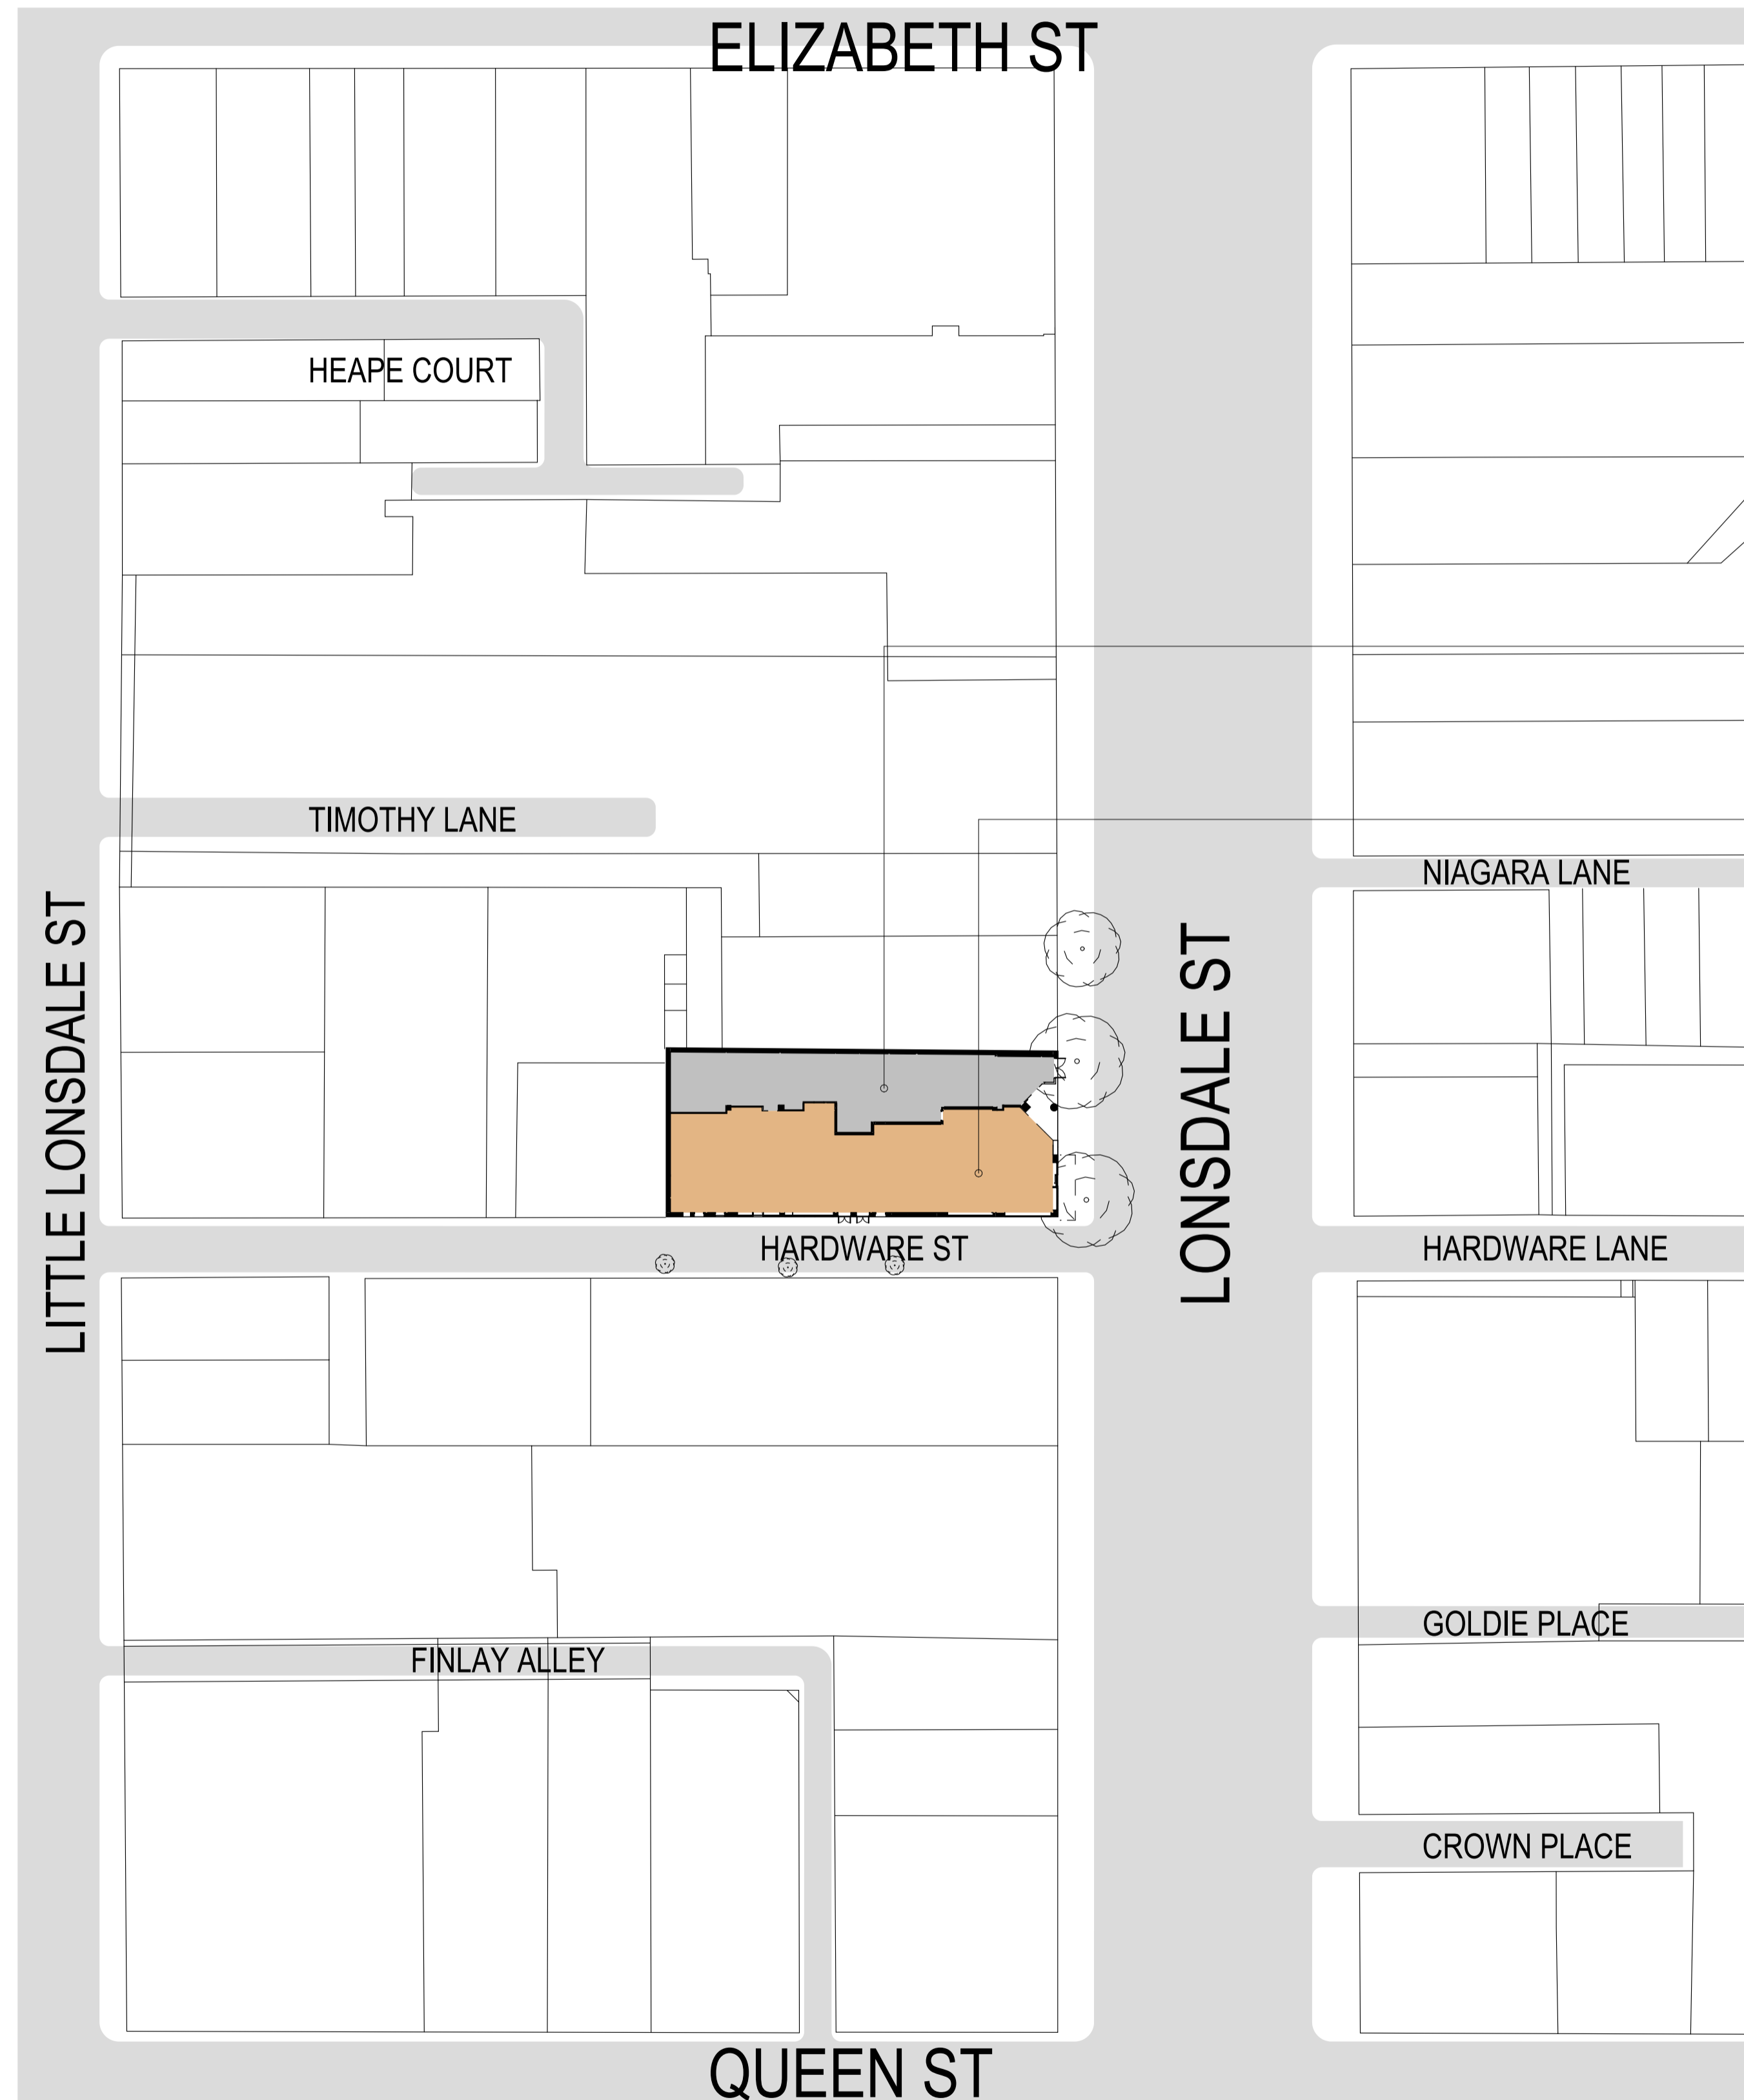 ELIZABETH ST
HEAPE COURT
TIMOTHY LANE
NIAGARA LANE
LITTLE LONSDALE ST
LONSDALE ST
HARDWARE ST
HARDWARE LANE
GOLDIE PLACE
FINLAY ALLEY
CROWN PLACE
QUEEN ST